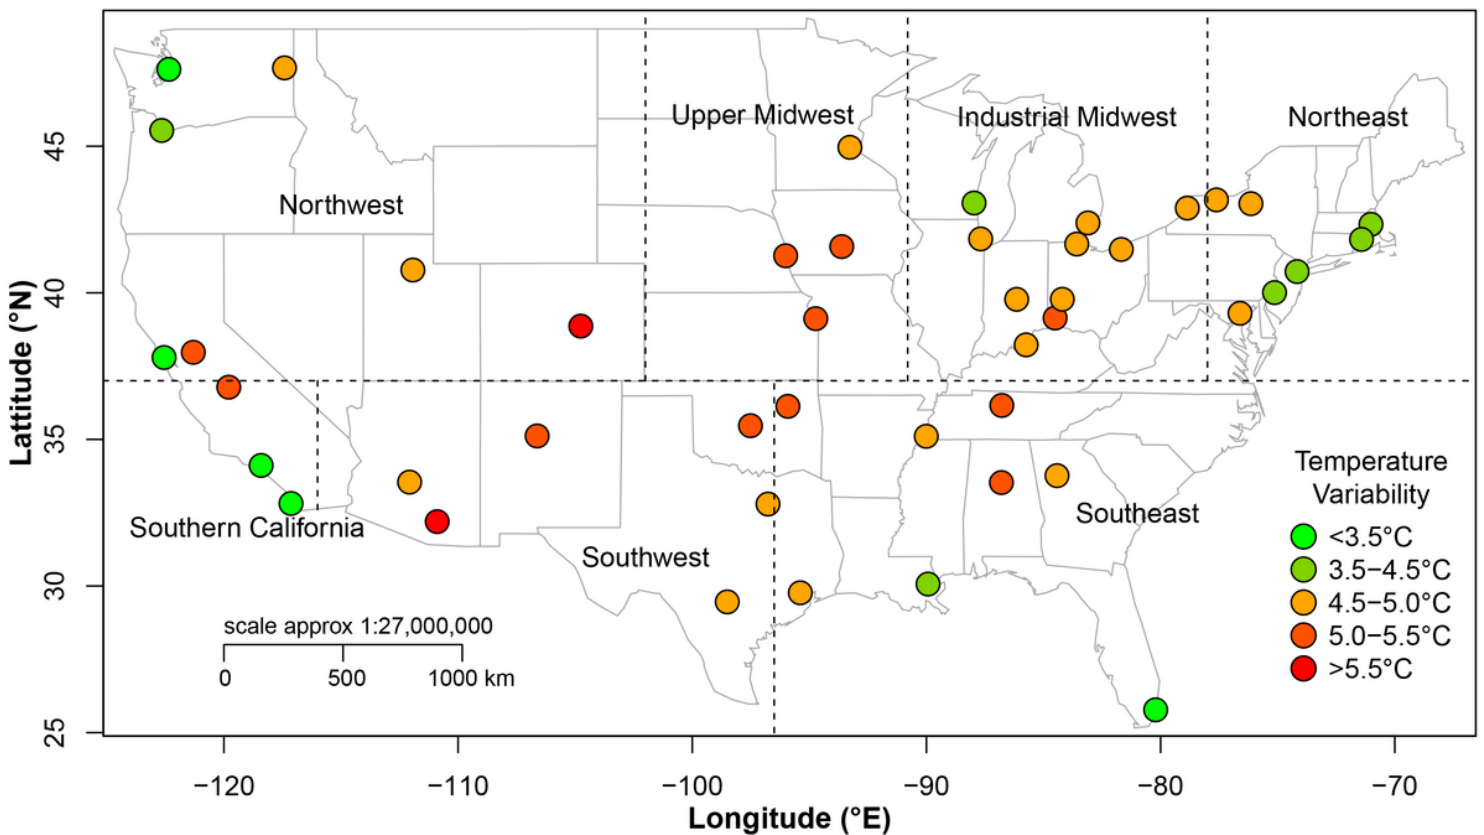 Upper Midwest
Industrial Midwest
Northeast
Northwest
Southern California
Southwest
Southeast
Temperature
Variability
<3.5°C
3.5−4.5°C
4.5−5.0°C
5.0−5.5°C
>5.5°C
scale approx 1:27,000,000
0 500 1000 km
45
40
35
30
25
Lattitude (°N)
−120 −110 −100 −90 −80 −70
Longitude (°E)